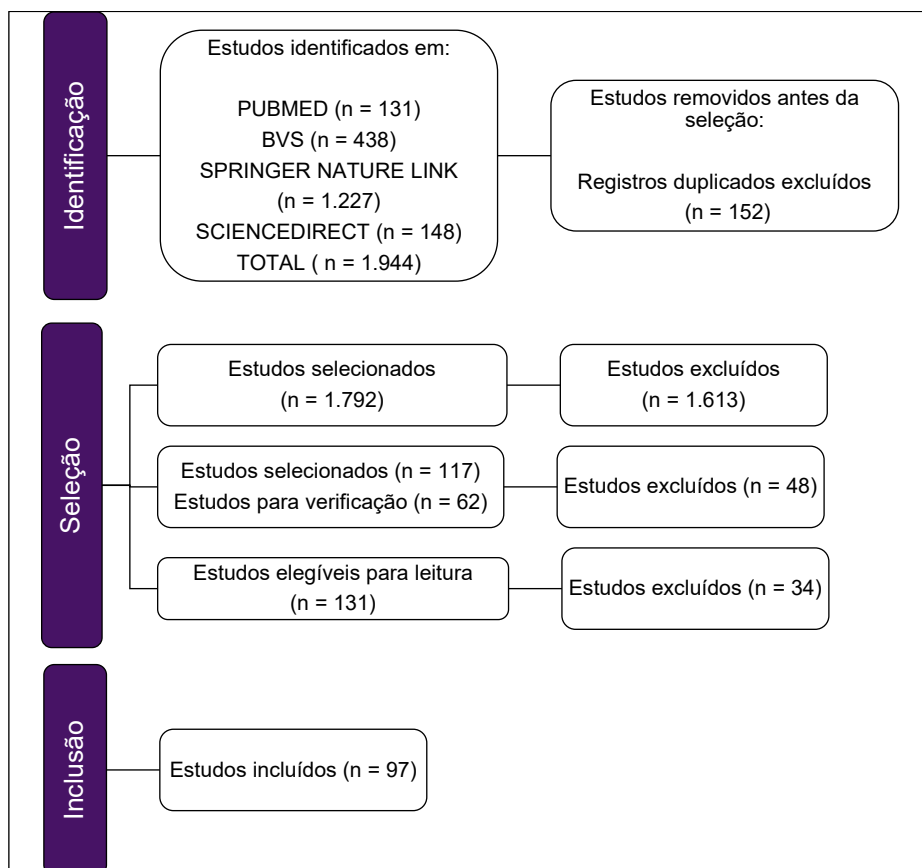 Identificação
Estudos identificados em:
PUBMED (n = 131)
BVS (n = 438)
SPRINGER NATURE LINK
(n = 1.227)
SCIENCEDIRECT (n = 148)
TOTAL ( n = 1.944)
Estudos removidos antes da
seleção:
Registros duplicados excluídos
(n = 152)
Seleção
Estudos selecionados
(n = 1.792)
Estudos excluídos
(n = 1.613)
Estudos selecionados (n = 117)
Estudos para verificação (n = 62)
Estudos excluídos (n = 48)
Estudos elegíveis para leitura
(n = 131)
Estudos excluídos (n = 34)
Inclusão
Estudos incluídos (n = 97)